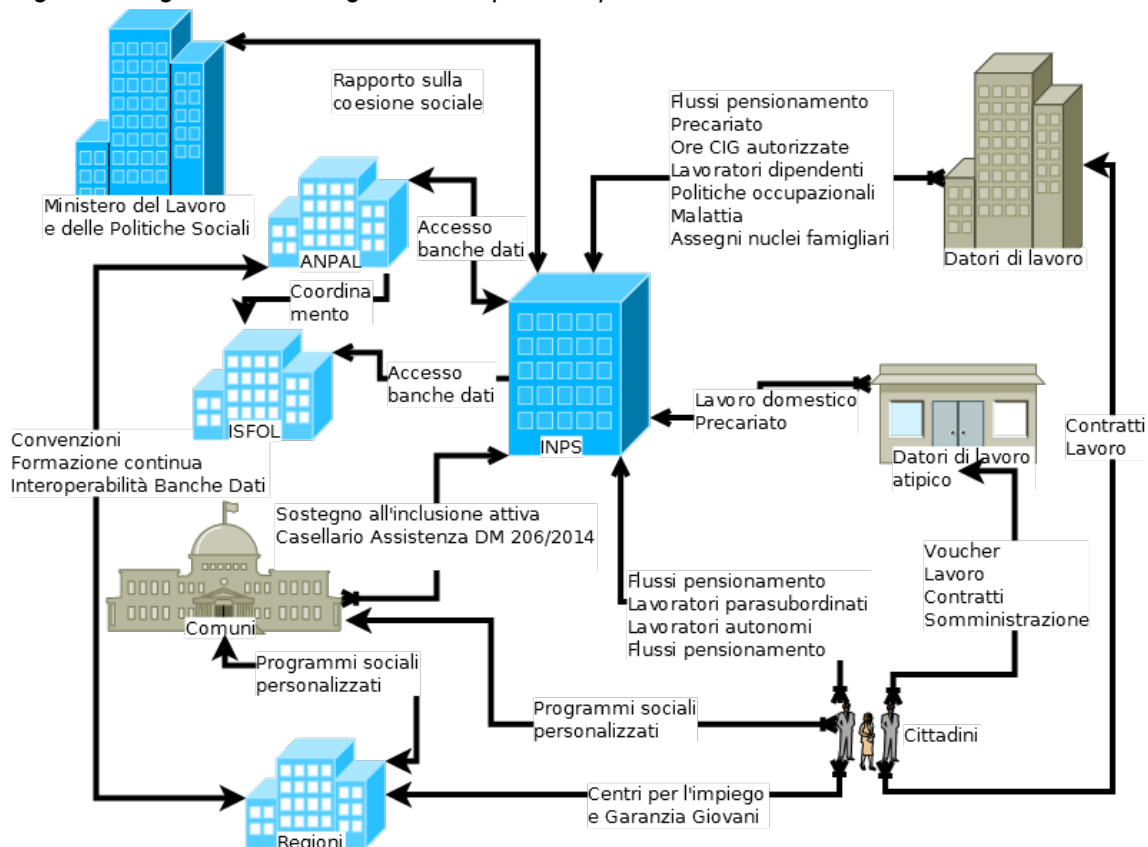 Rapporto sulla
coesione sociale
Flussi pensionamento
Precariato
Ore CIG autorizzate
Lavoratori dipendenti
Politiche occupazionali
Malattia
Assegni nuclei famigliari
Ministero del Lavoro
e delle Politiche Sociali
Accesso
banche dati
ANPAL
Datori di lavoro
Coordina
mento
Accesso
banche dati
ISFOL
INPS
Lavoro domestico
Precariato
Contratti
Lavoro
Datori di lavoro
atipico
Convenzioni
Formazione continua
Interoperabilità Banche Dati
Sostegno all'inclusione attiva
Casellario Assistenza DM 206/2014
Voucher
Lavoro
Contratti
Somministrazione
Flussi pensionamento
Lavoratori parasubordinati
Lavoratori autonomi
Flussi pensionamento
Comuni
Programmi sociali
personalizzati
Programmi sociali
personalizzati
Cittadini
Centri per l'impiego
e Garanzia Giovani
Regioni